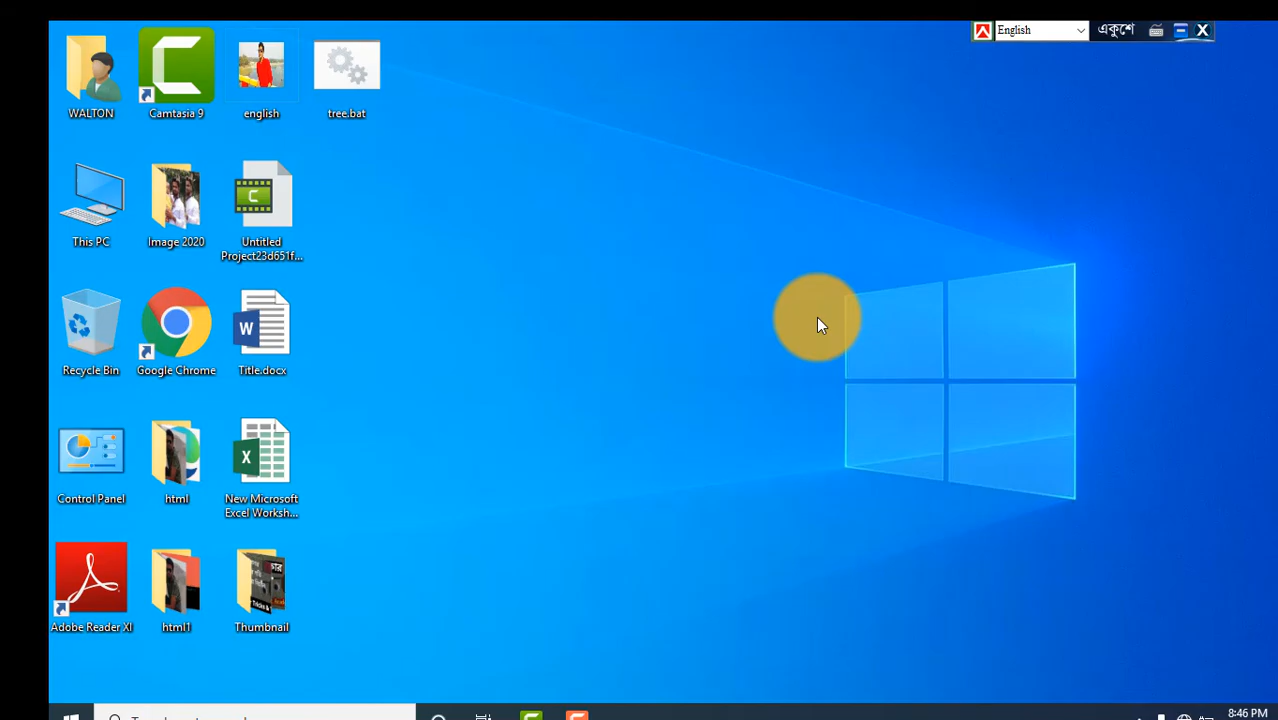 English
একুশে
WALTON
Camtasia 9
english
tree.bat
This PC
Image 2020
Untitled
Project23d651f...
Recycle Bin
Google Chrome
Title.docx
Control Panel
html
New Microsoft
Excel Worksh...
Adobe Reader XI
html1
Thumbnail
8:46 PM